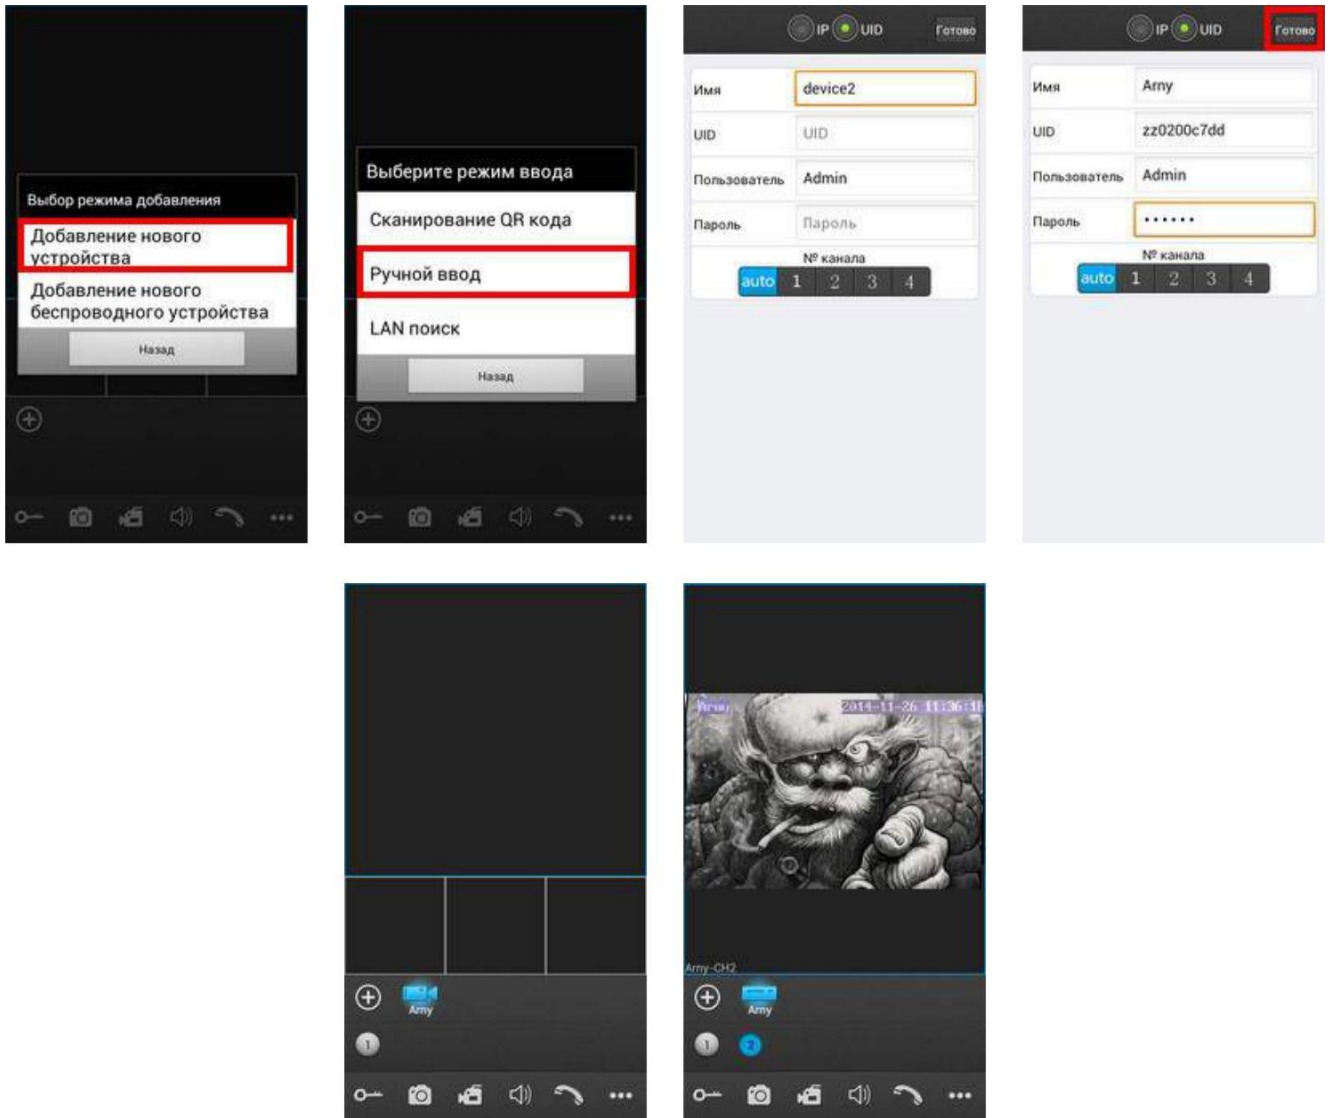 Выбор режима добавления
Добавление нового
устройства
Добавление нового
беспроводного устройства
Назад
Выберите режим ввода
Сканирование QR кода
Ручной ввод
LAN поиск
Назад
IP UID Готово
Имя device2
UID UID
Пользователь Admin
Пароль Пароль
№ канала
auto 1 2 3 4
IP UID Готово
Имя Arny
UID zz0200c7dd
Пользователь Admin
Пароль ••••••
№ канала
auto 1 2 3 4
Arny
1
2014-11-26 11:36:18
Arny-CH2
Arny
1 2